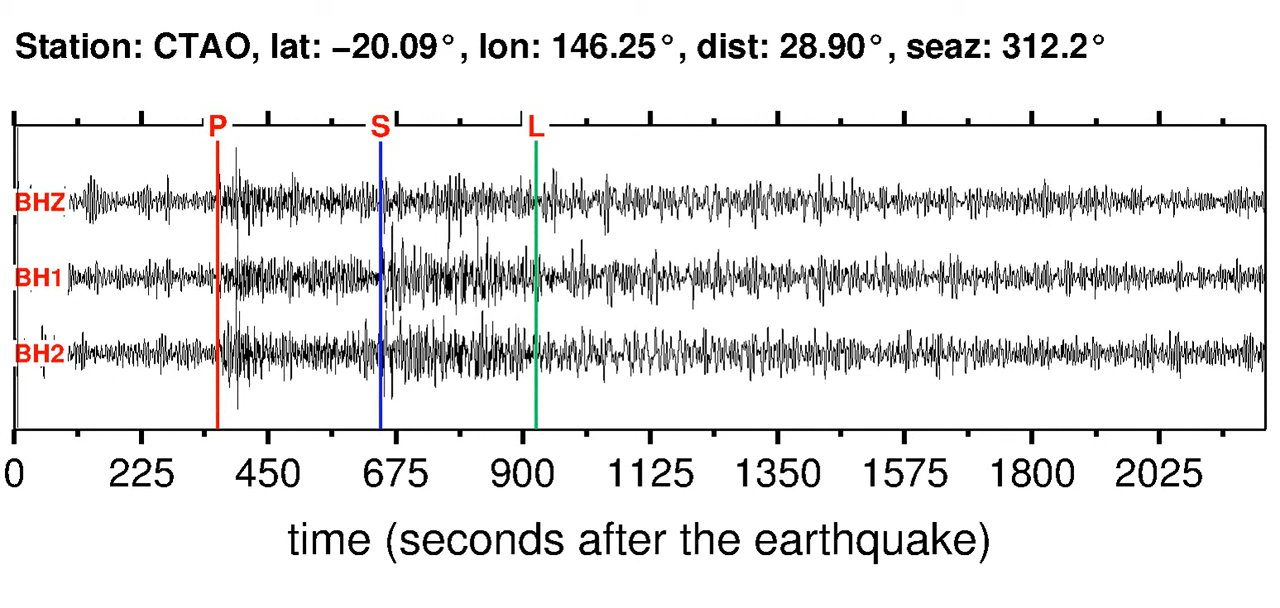 Station: CTAO, lat: −20.09°, lon: 146.25°, dist: 28.90°, seaz: 312.2°
P S L
BHZ
BH1
BH2
0 225 450 675 900 1125 1350 1575 1800 2025
time (seconds after the earthquake)